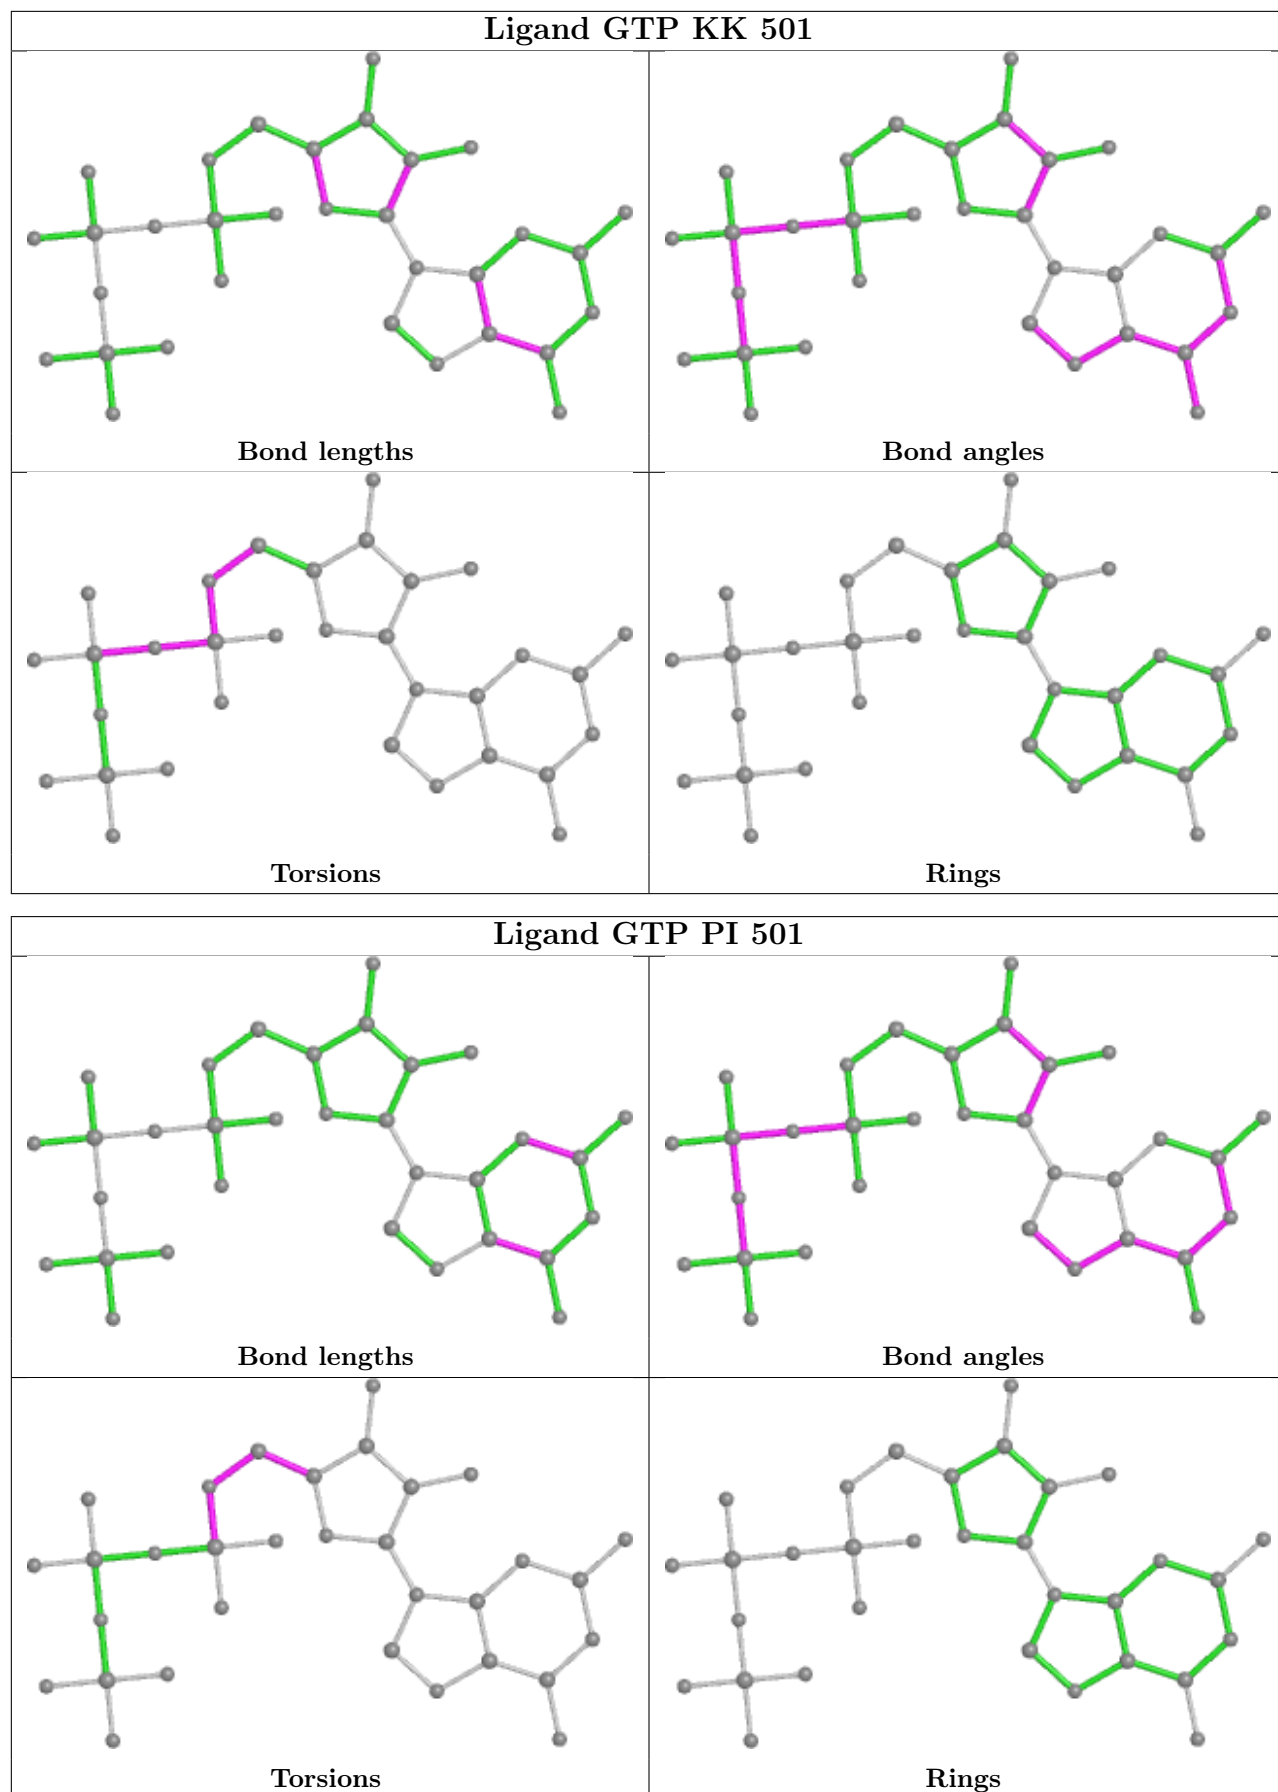 Ligand GTP KK 501
Bond lengths
Bond angles
Torsions
Rings
Ligand GTP PI 501
Bond lengths
Bond angles
Torsions
Rings